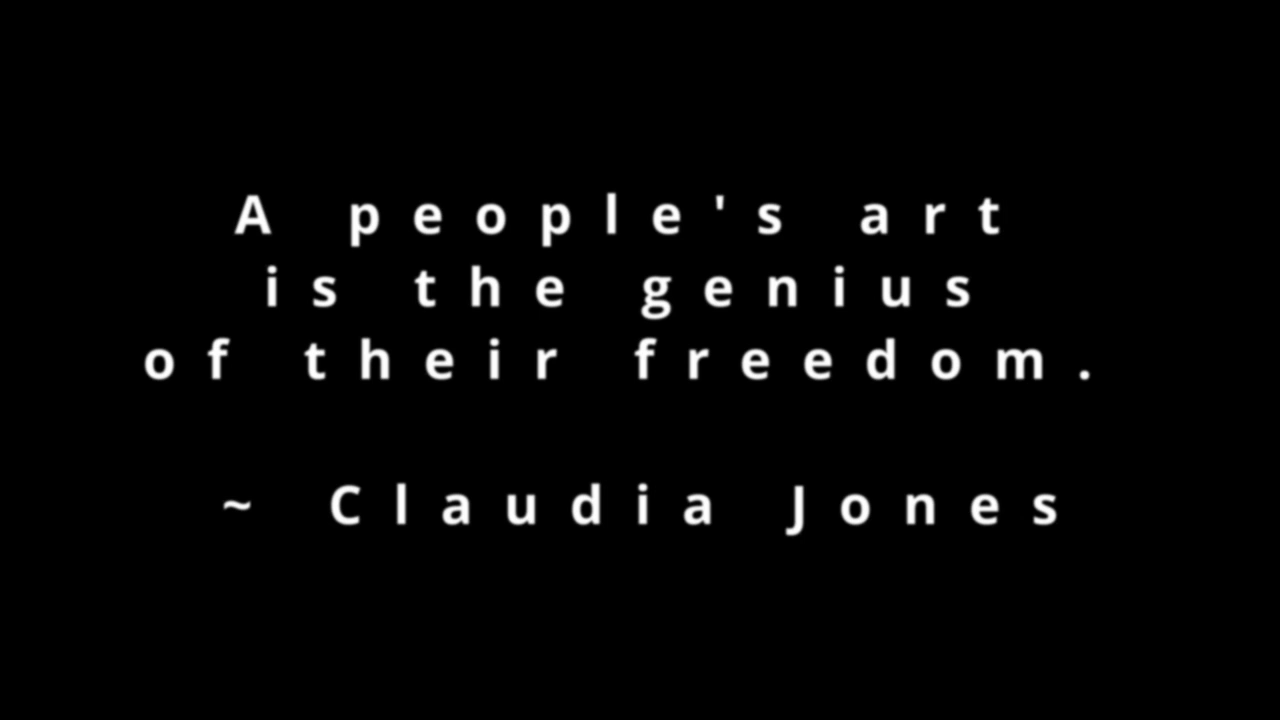 A people's art
is the genius
of their freedom.
~ Claudia Jones